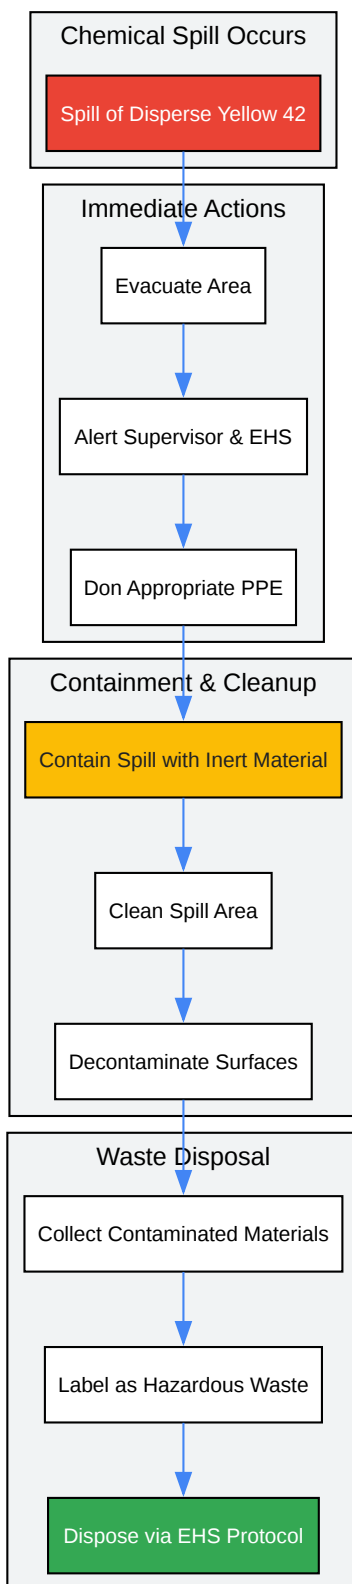 Chemical Spill Occurs
Spill of Disperse Yellow 42
Immediate Actions
Evacuate Area
Alert Supervisor & EHS
Don Appropriate PPE
Containment & Cleanup
Contain Spill with Inert Material
Clean Spill Area
Decontaminate Surfaces
Waste Disposal
Collect Contaminated Materials
Label as Hazardous Waste
Dispose via EHS Protocol